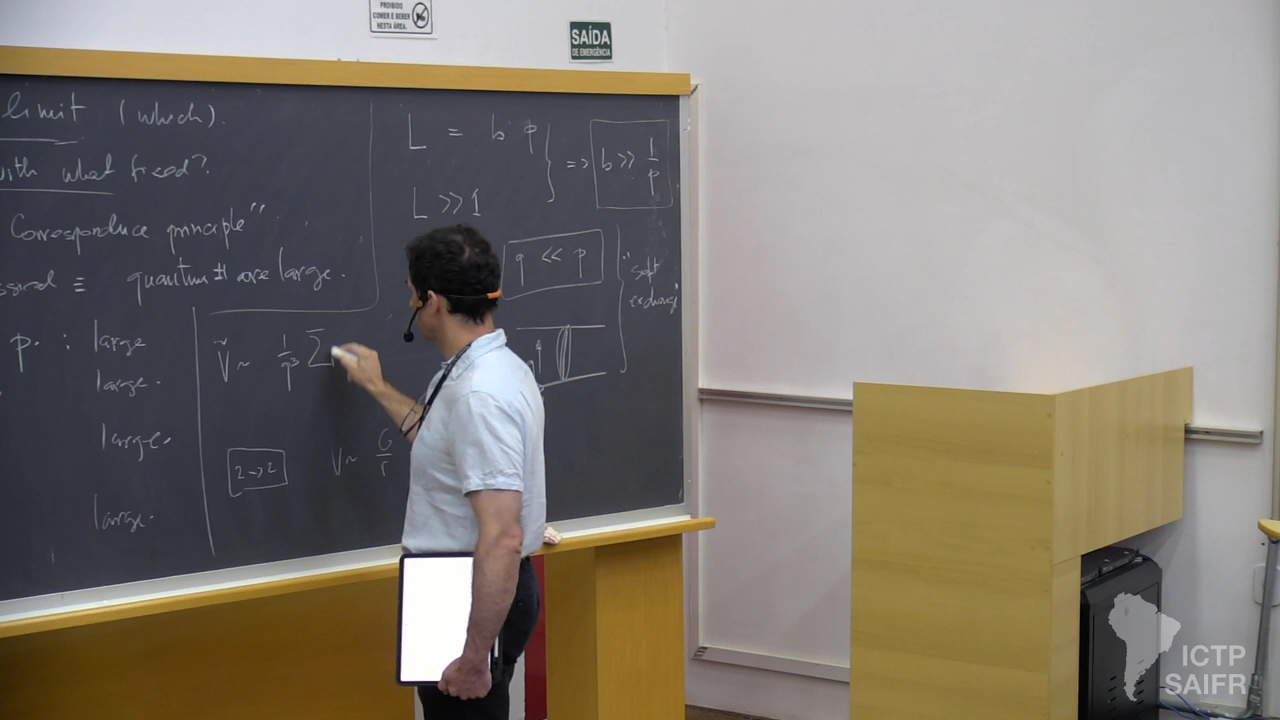 PROIBIDO
COMER E BEBER
NESTA ÁREA.
SAÍDA
DE EMERGÊNCIA
limit (which).
with what freed?
Correspondence principle"
≡ quantum # are large.
p. : large
large.
large.
large.
L = b p
L >> 1
=> b >> 1/p
q << p
"soft
exchange"
Ṽ ~ 1/q³ Σ
2 → 2
V ~ G/r
ICTP
SAIFR